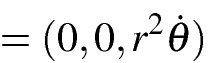 = (0, 0, r²θ̇)